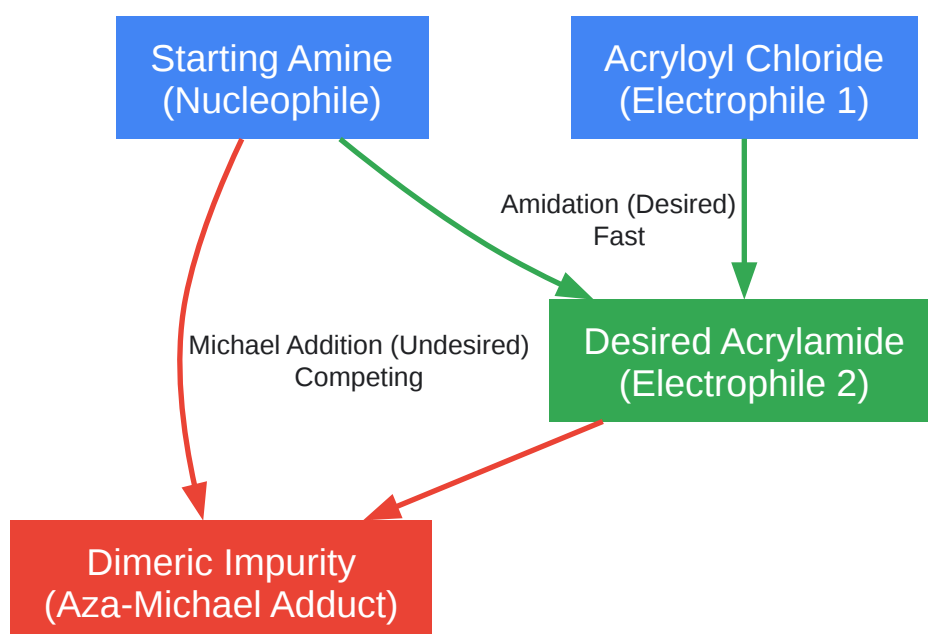 Starting Amine
(Nucleophile)
Acryloyl Chloride
(Electrophile 1)
Amidation (Desired)
Fast
Desired Acrylamide
(Electrophile 2)
Michael Addition (Undesired)
Competing
Dimeric Impurity
(Aza-Michael Adduct)